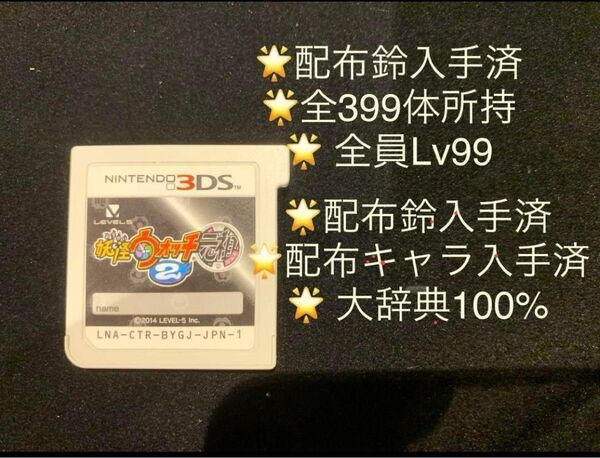 🌟配布鈴入手済
🌟全399体所持
🌟 全員Lv99
🌟配布鈴入手済
🌟配布キャラ入手済
🌟 大辞典100%
NINTENDO 3DS™
LEVEL5
妖怪ウォッチ2 元祖
name
©2014 LEVEL-5 Inc.
LNA-CTR-BYGJ-JPN-1